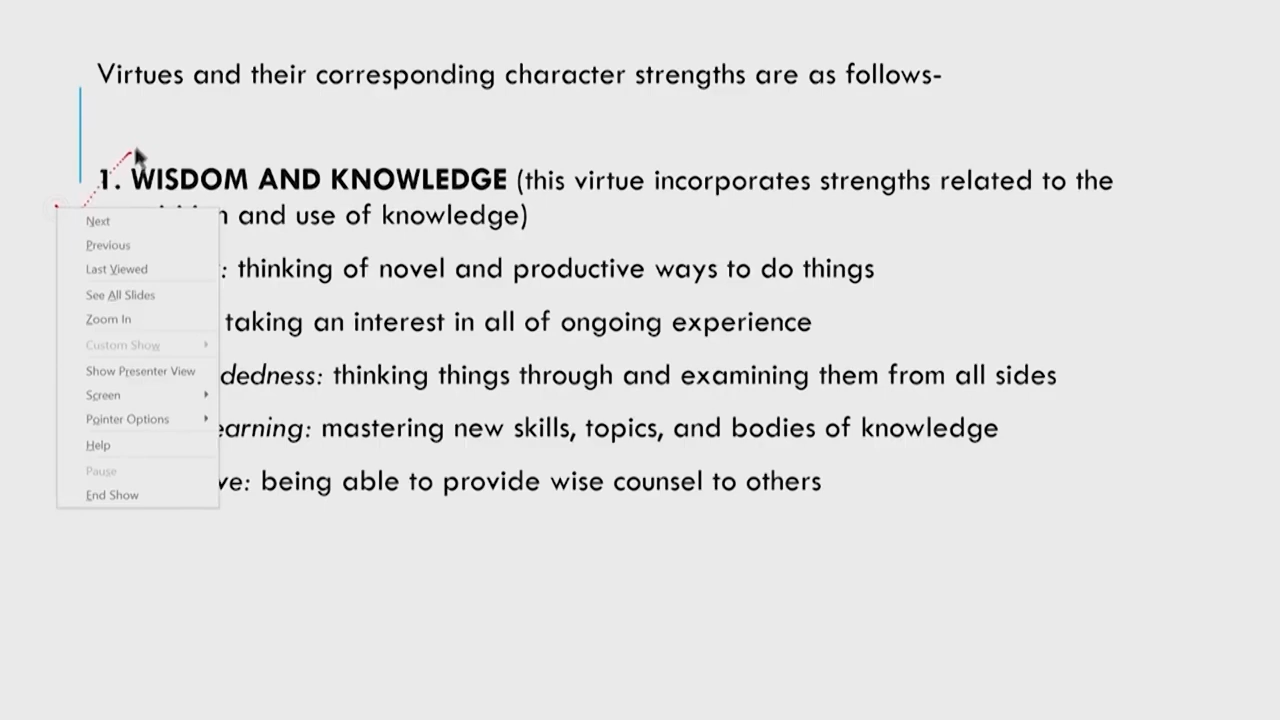 Virtues and their corresponding character strengths are as follows-
1. WISDOM AND KNOWLEDGE (this virtue incorporates strengths related to the
and use of knowledge)
: thinking of novel and productive ways to do things
taking an interest in all of ongoing experience
thinking things through and examining them from all sides
mastering new skills, topics, and bodies of knowledge
being able to provide wise counsel to others
Next
Previous
Last Viewed
See All Slides
Zoom In
Custom Show
Show Presenter View
Screen
Pointer Options
Help
Pause
End Show